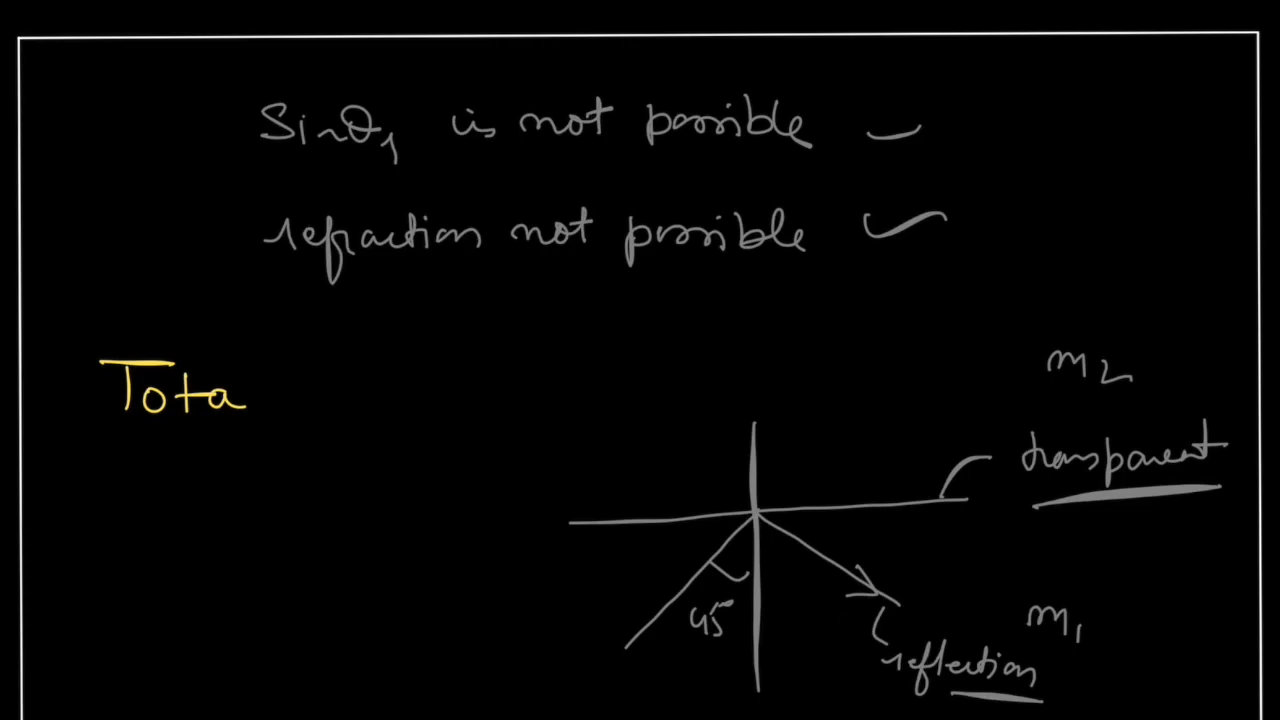 Sinθ₁ is not possible
refraction not possible
Tota
m₂
transparent
45°
m₁
reflection